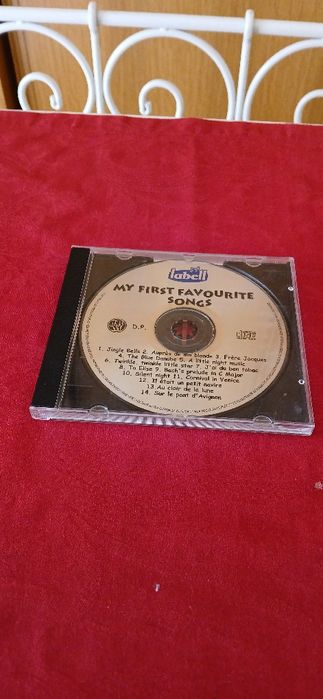 labell
MY FIRST FAVOURITE
SONGS
D.P.
1. Jingle Bells 2. Auprès de ma blonde 3. Frère Jacques
4. The Blue Danube 5. A little night music
6. Twinkle, twinkle little star 7. J'ai du bon tabac
8. To Elise 9. Bach's prelude in C Major
10. Silent night 11. Carnival in Venice
12. Il était un petit navire
13. Au clair de la lune
14. Sur le pont d'Avignon